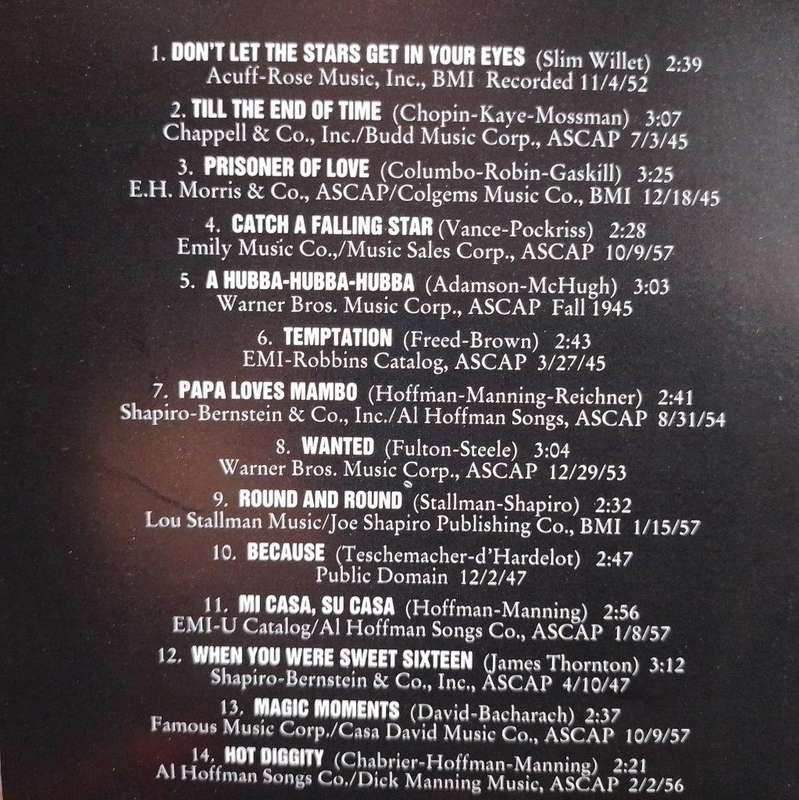 1. DON'T LET THE STARS GET IN YOUR EYES (Slim Willet) 2:39
Acuff-Rose Music, Inc., BMI Recorded 11/4/52
2. TILL THE END OF TIME (Chopin-Kaye-Mossman) 3:07
Chappell & Co., Inc./Budd Music Corp., ASCAP 7/3/45
3. PRISONER OF LOVE (Columbo-Robin-Gaskill) 3:25
E.H. Morris & Co., ASCAP/Colgems Music Co., BMI 12/18/45
4. CATCH A FALLING STAR (Vance-Pockriss) 2:28
Emily Music Co.,/Music Sales Corp., ASCAP 10/9/57
5. A HUBBA-HUBBA-HUBBA (Adamson-McHugh) 3:03
Warner Bros. Music Corp., ASCAP Fall 1945
6. TEMPTATION (Freed-Brown) 2:43
EMI-Robbins Catalog, ASCAP 3/27/45
7. PAPA LOVES MAMBO (Hoffman-Manning-Reichner) 2:41
Shapiro-Bernstein & Co., Inc./Al Hoffman Songs, ASCAP 8/31/54
8. WANTED (Fulton-Steele) 3:04
Warner Bros. Music Corp., ASCAP 12/29/53
9. ROUND AND ROUND (Stallman-Shapiro) 2:32
Lou Stallman Music/Joe Shapiro Publishing Co., BMI 1/15/57
10. BECAUSE (Teschemacher-d'Hardelot) 2:47
Public Domain 12/2/47
11. MI CASA, SU CASA (Hoffman-Manning) 2:56
EMI-U Catalog/Al Hoffman Songs Co., ASCAP 1/8/57
12. WHEN YOU WERE SWEET SIXTEEN (James Thornton) 3:12
Shapiro-Bernstein & Co., Inc., ASCAP 4/10/47
13. MAGIC MOMENTS (David-Bacharach) 2:37
Famous Music Corp./Casa David Music Co., ASCAP 10/9/57
14. HOT DIGGITY (Chabrier-Hoffman-Manning) 2:21
Al Hoffman Songs Co./Dick Manning Music, ASCAP 2/2/56